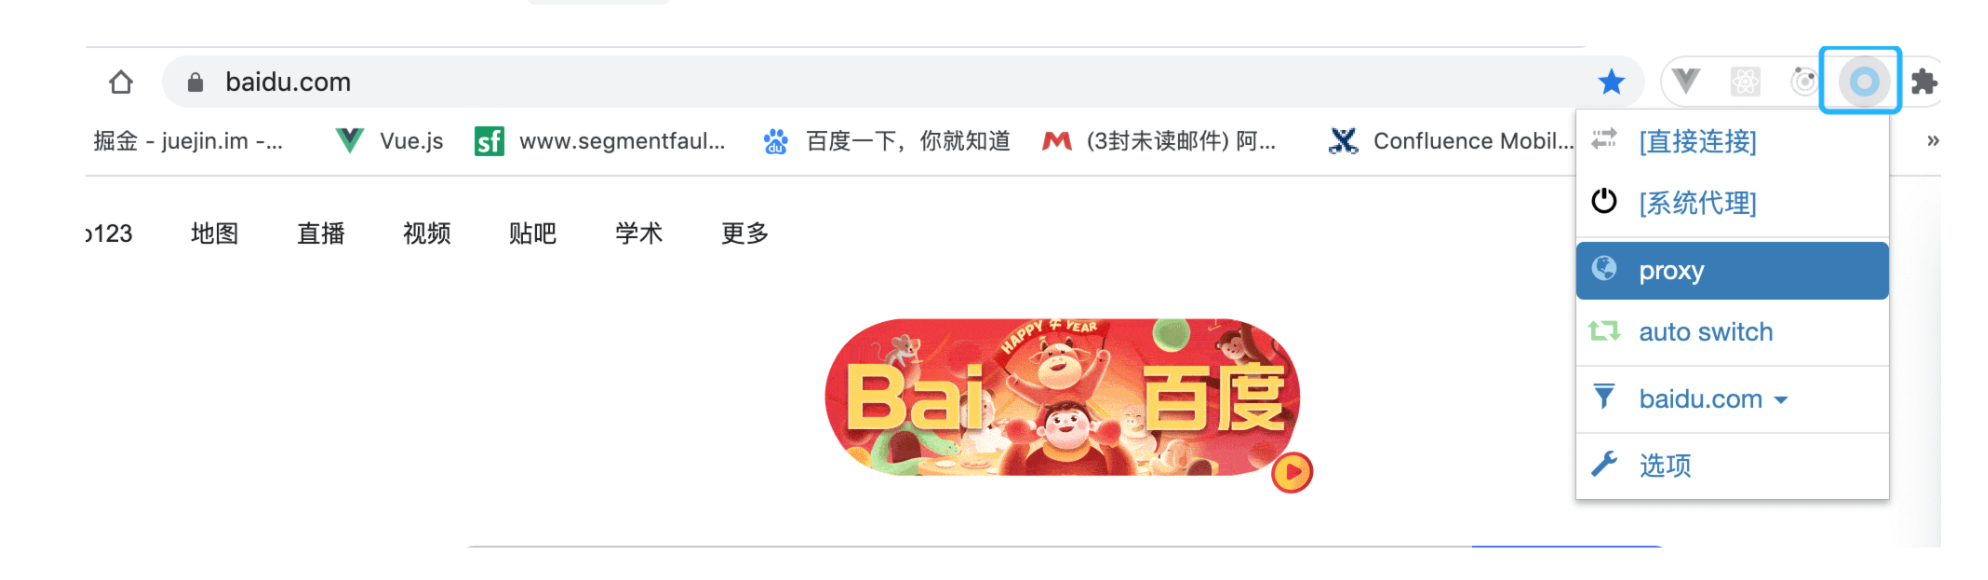 baidu.com
掘金 - juejin.im -...
Vue.js
sf www.segmentfaul...
百度一下，你就知道
(3封未读邮件) 阿...
Confluence Mobil...
»
[直接连接]
[系统代理]
proxy
auto switch
baidu.com
选项
o123 地图 直播 视频 贴吧 学术 更多
HAPPY 牛 YEAR
Bai 百度